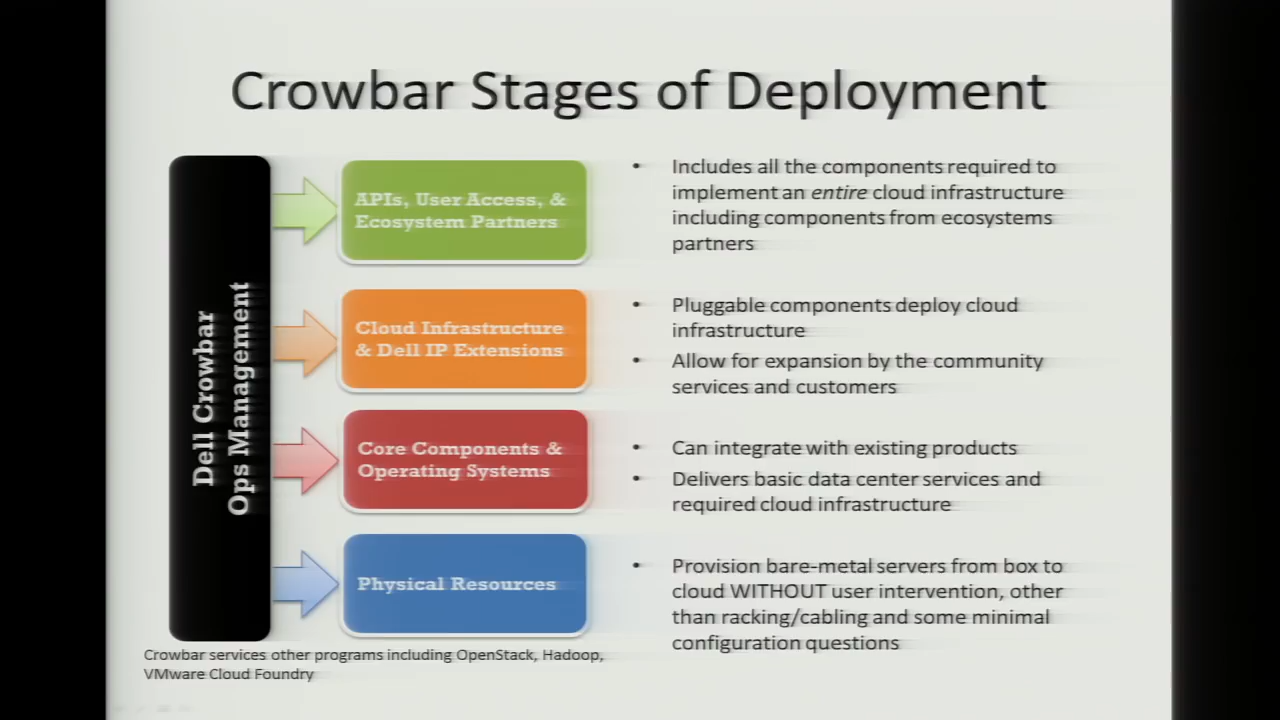 Crowbar Stages of Deployment
Dell Crowbar
Ops Management
APIs, User Access, &
Ecosystem Partners
• Includes all the components required to
implement an entire cloud infrastructure
including components from ecosystems
partners
Cloud Infrastructure
& Dell IP Extensions
• Pluggable components deploy cloud
infrastructure
• Allow for expansion by the community
services and customers
Core Components &
Operating Systems
• Can integrate with existing products
• Delivers basic data center services and
required cloud infrastructure
Physical Resources
• Provision bare-metal servers from box to
cloud WITHOUT user intervention, other
than racking/cabling and some minimal
configuration questions
Crowbar services other programs including OpenStack, Hadoop,
VMware Cloud Foundry